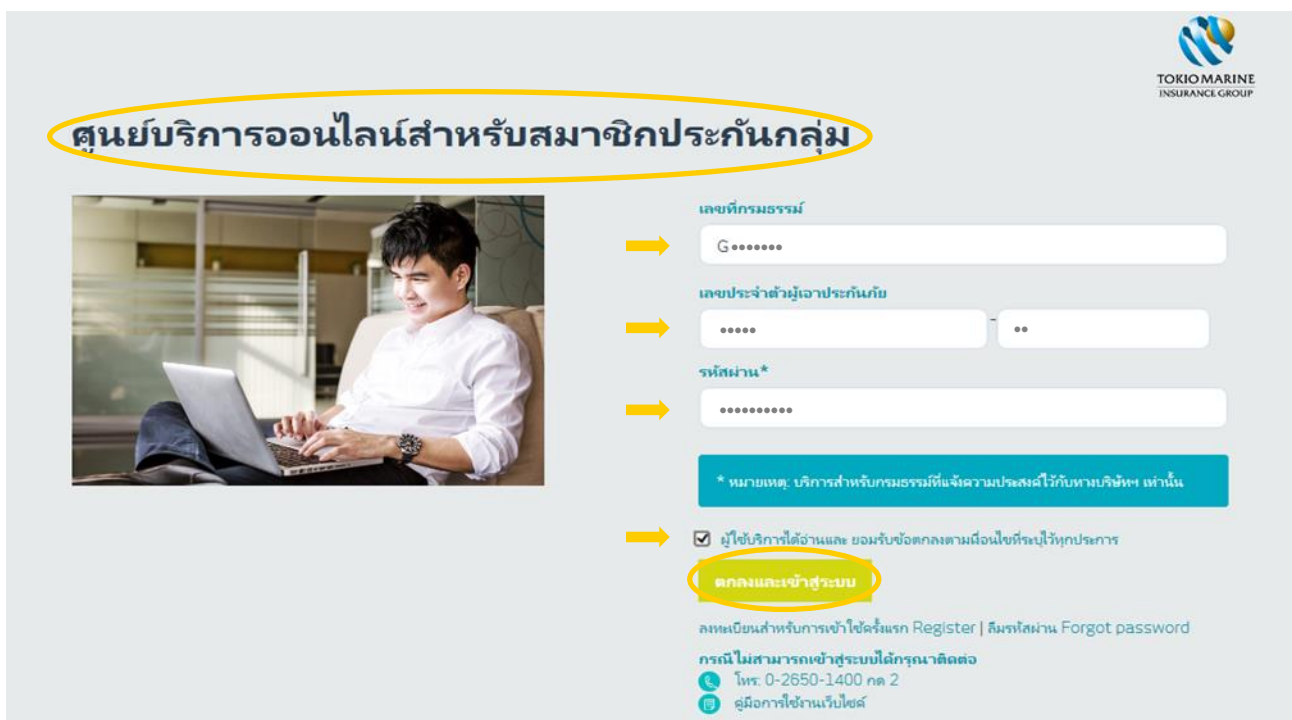 TOKIO MARINE
INSURANCE GROUP
ศูนย์บริการออนไลน์สำหรับสมาชิกประกันกลุ่ม
เลขที่กรมธรรม์
G•••••••
เลขประจำตัวผู้เอาประกันภัย
••••• - ••
รหัสผ่าน*
••••••••••
* หมายเหตุ: บริการสำหรับกรมธรรม์ที่แจ้งความประสงค์ไว้กับทางบริษัทฯ เท่านั้น
ผู้ใช้บริการได้อ่านและ ยอมรับข้อตกลงตามเงื่อนไขที่ระบุไว้ทุกประการ
ตกลงและเข้าสู่ระบบ
ลงทะเบียนสำหรับการเข้าใช้ครั้งแรก Register | ลืมรหัสผ่าน Forgot password
กรณีไม่สามารถเข้าสู่ระบบได้กรุณาติดต่อ
โทร: 0-2650-1400 กด 2
คู่มือการใช้งานเว็บไซต์